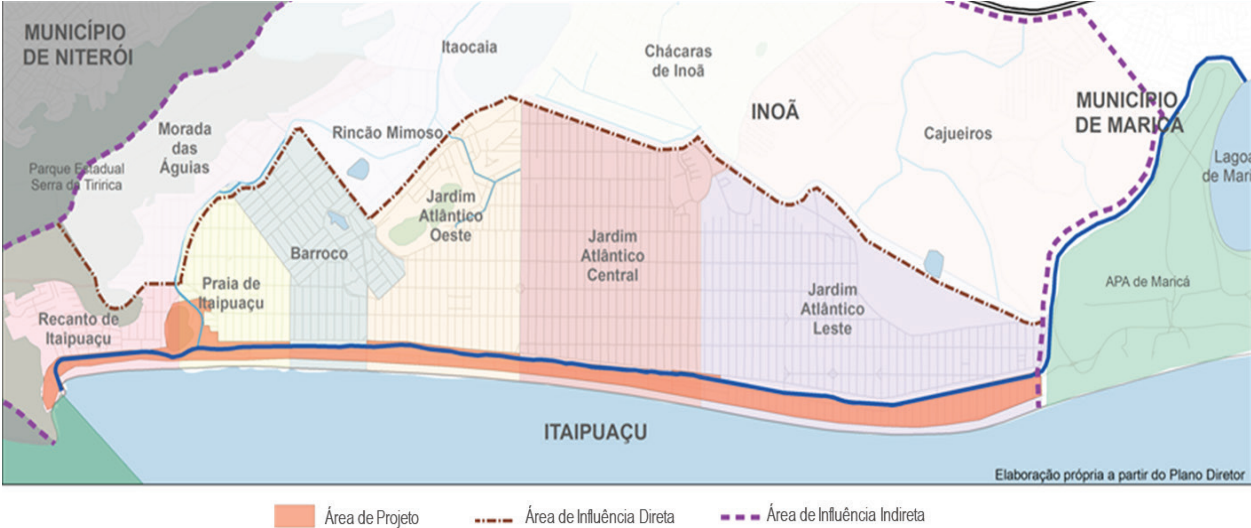 MUNICÍPIO
DE NITERÓI
Itaocaia
Chácaras
de Inoã
INOÃ
MUNICÍPIO
DE MARICÁ
Cajueiros
Morada
das
Águias
Rincão Mimoso
Parque Estadual
Serra da Tiririca
Lagoa
de Mari
Jardim
Atlântico
Oeste
Barroco
Jardim
Atlântico
Central
Praia de
Itaipuaçu
APA de Maricá
Jardim
Atlântico
Leste
Recanto de
Itaipuaçu
ITAIPUAÇU
Elaboração própria a partir do Plano Diretor
Área de Projeto
Área de Influência Direta
Área de Influência Indireta